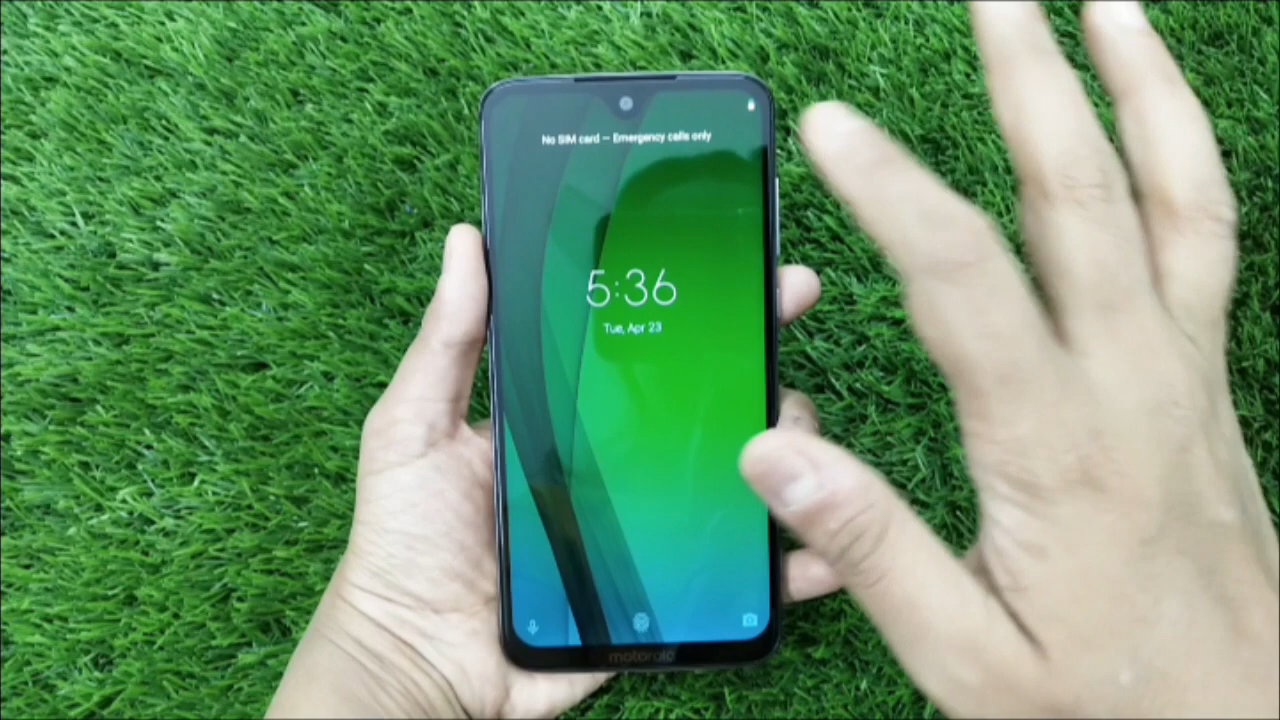 No SIM card — Emergency calls only
5:36
Tue, Apr 23
motorola